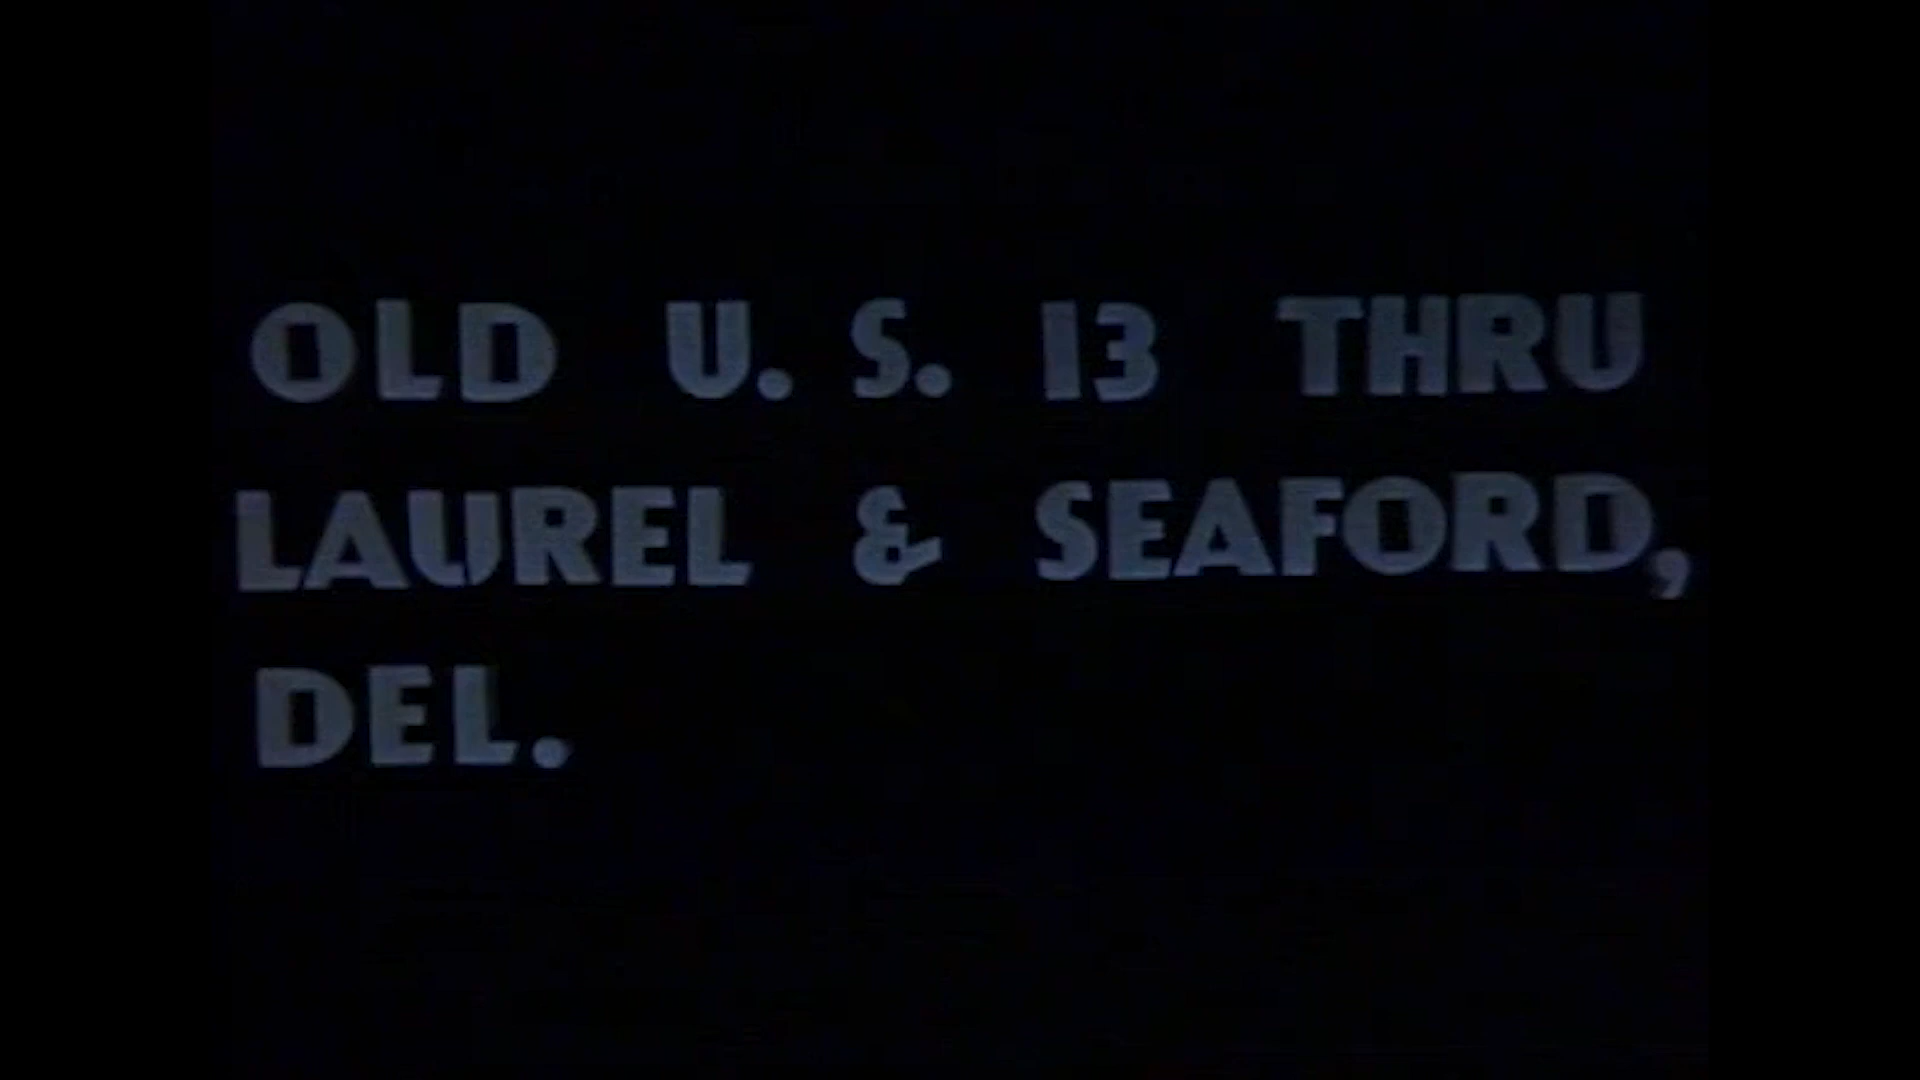 OLD U. S. 13 THRU
LAUREL & SEAFORD,
DEL.